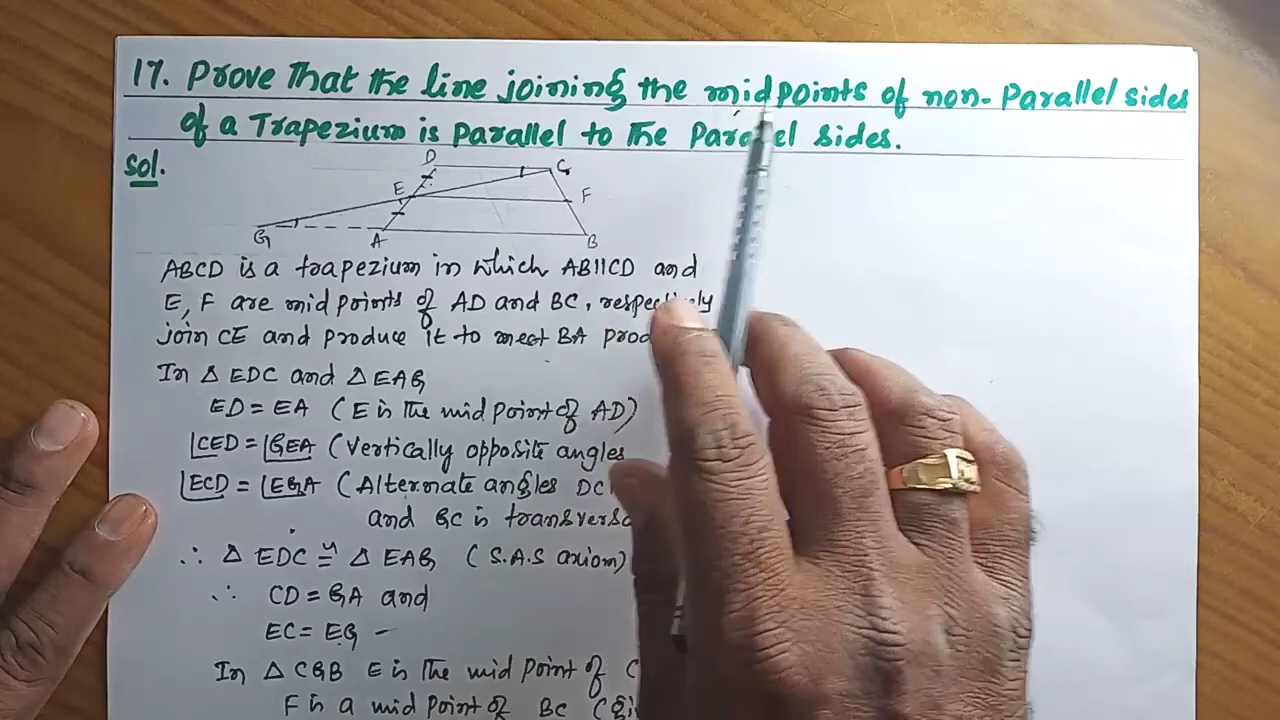 17. Prove that the line joining the midpoints of non-Parallel sides
of a Trapezium is parallel to the Parallel sides.
Sol.
D C
E F
G A B
ABCD is a trapezium in which AB||CD and
E, F are mid points of AD and BC, respectively
join CE and produce it to meet BA
In △ EDC and △ EAG
ED = EA (E is the mid point of AD)
∠CED = ∠GEA (Vertically opposite angles
∠ECD = ∠EGA (Alternate angles
and GC is
∴ △ EDC ≅ △ EAG (S.A.S axiom)
∴ CD = GA and
EC = EG –
In △ CGB E is the mid point of C
F is a mid point of BC